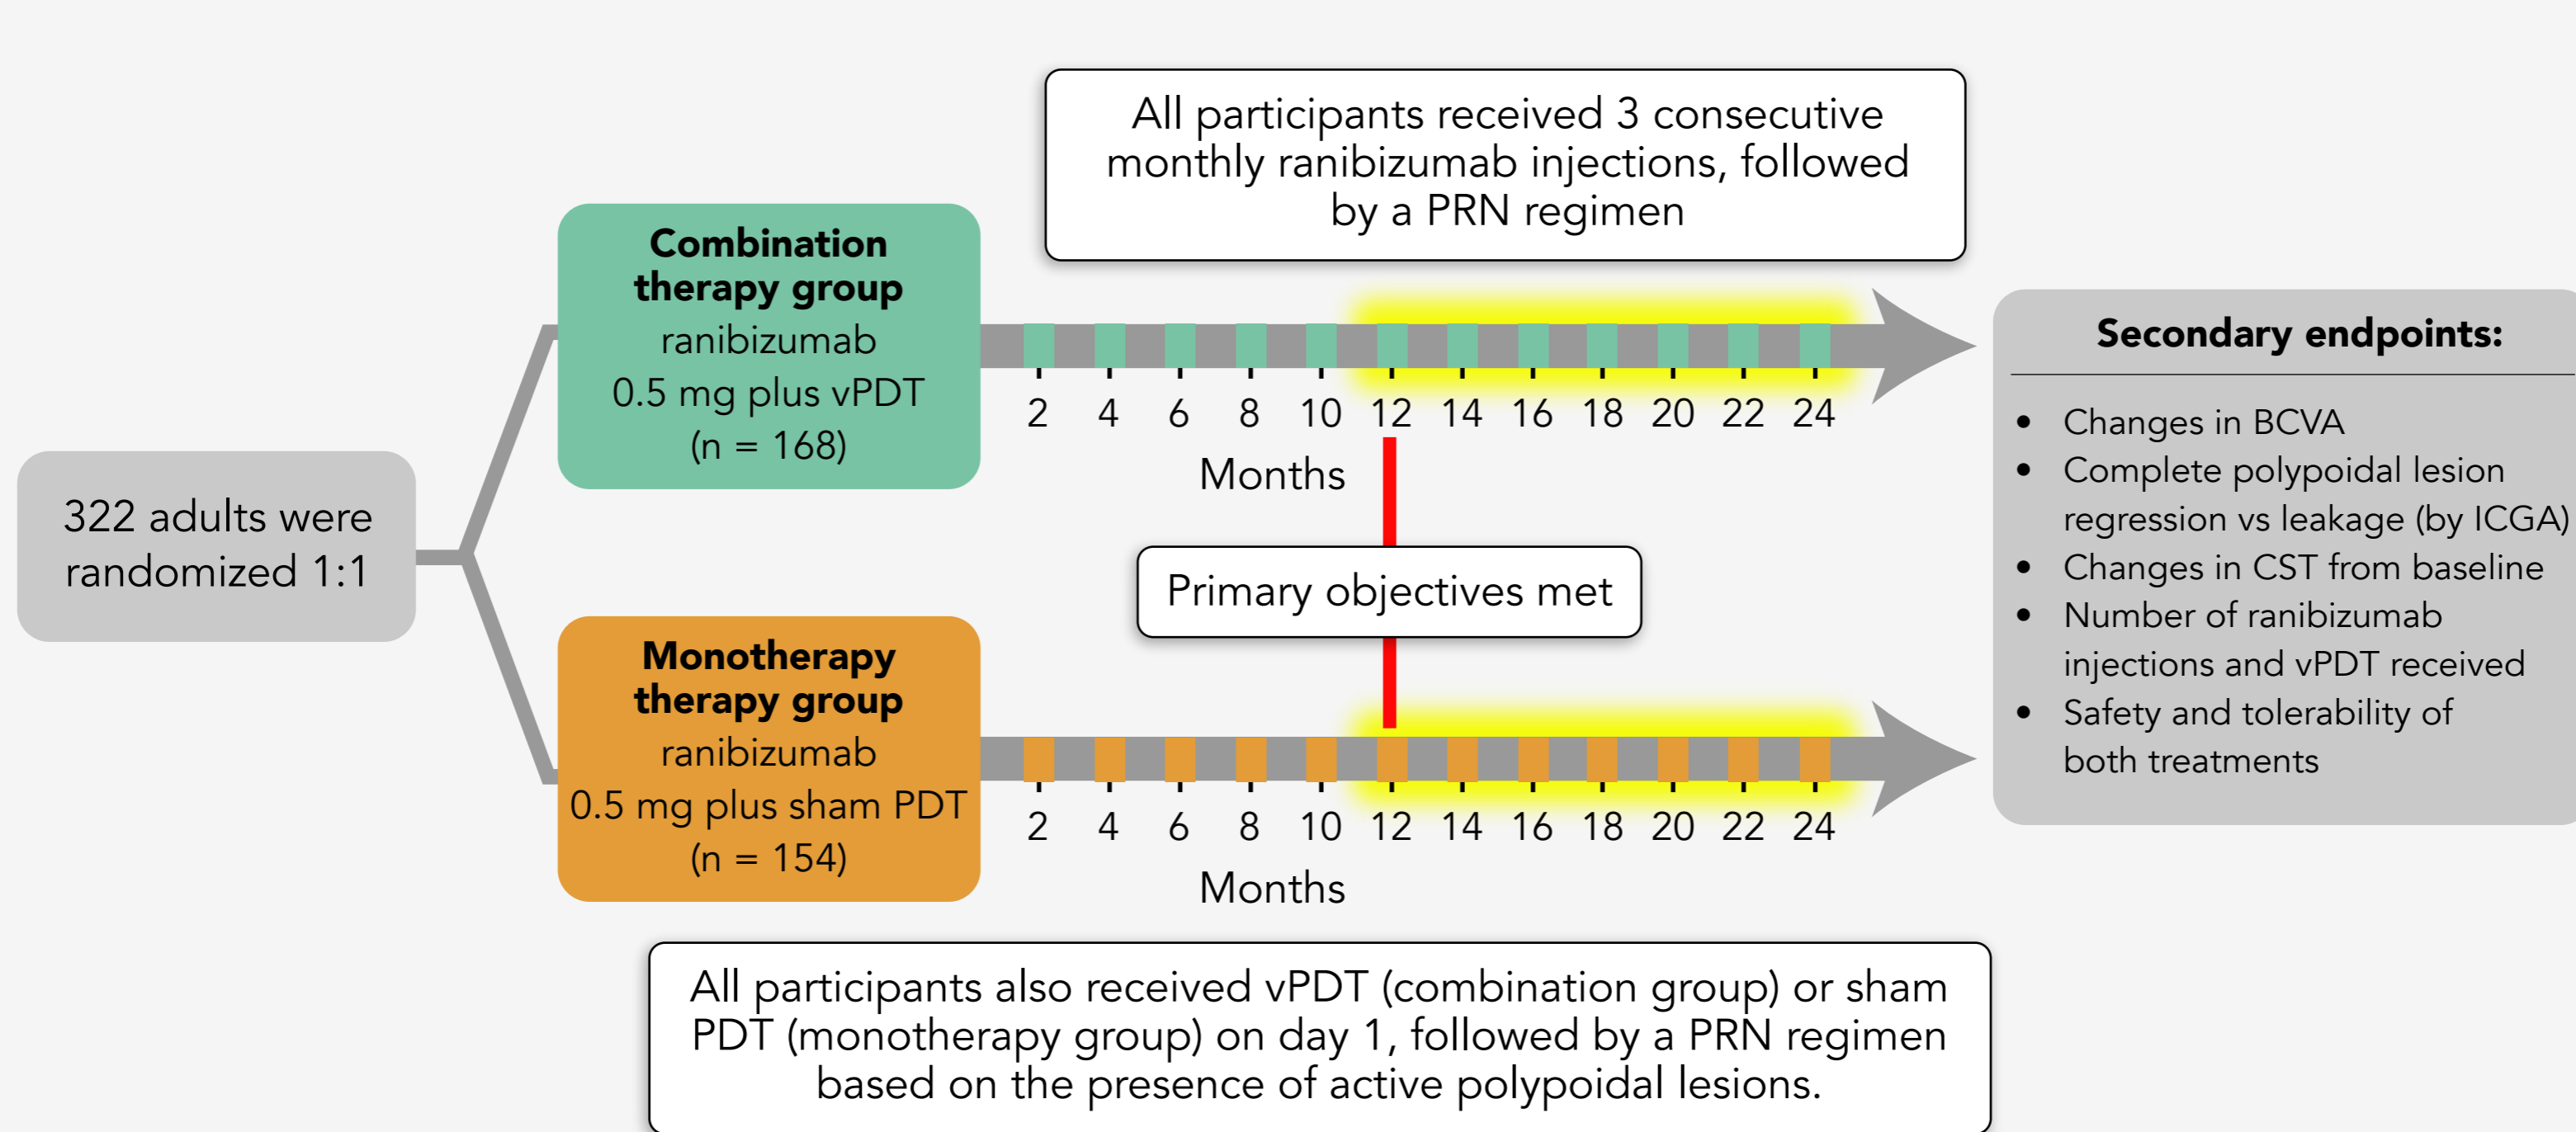 All participants received 3 consecutive
monthly ranibizumab injections, followed
by a PRN regimen
322 adults were
randomized 1:1
Combination
therapy group
ranibizumab
0.5 mg plus vPDT
(n = 168)
2 4 6 8 10 12 14 16 18 20 22 24
Months
Primary objectives met
Monotherapy
therapy group
ranibizumab
0.5 mg plus sham PDT
(n = 154)
2 4 6 8 10 12 14 16 18 20 22 24
Months
Secondary endpoints:
• Changes in BCVA
• Complete polypoidal lesion
regression vs leakage (by ICGA)
• Changes in CST from baseline
• Number of ranibizumab
injections and vPDT received
• Safety and tolerability of
both treatments
All participants also received vPDT (combination group) or sham
PDT (monotherapy group) on day 1, followed by a PRN regimen
based on the presence of active polypoidal lesions.